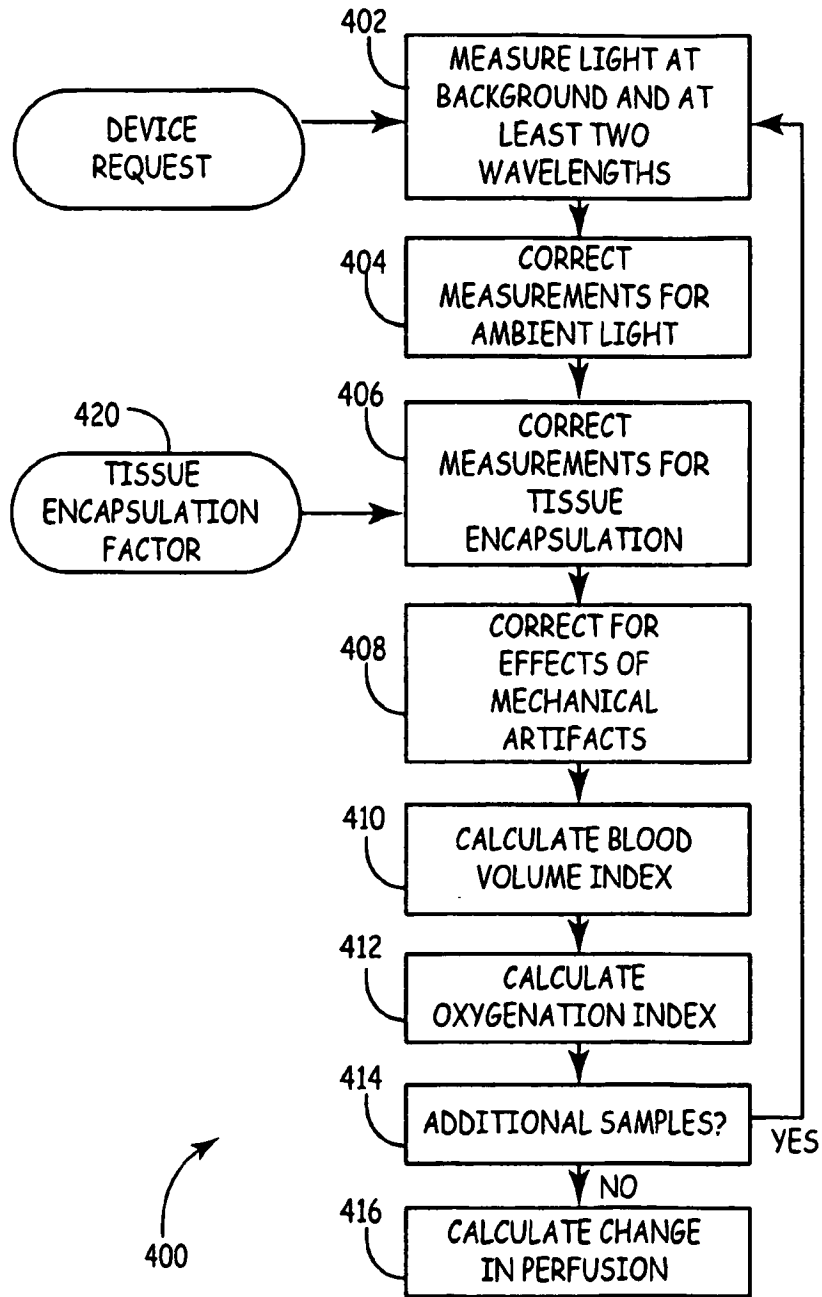 402
MEASURE LIGHT AT
BACKGROUND AND AT
LEAST TWO
WAVELENGTHS
DEVICE
REQUEST
404
CORRECT
MEASUREMENTS FOR
AMBIENT LIGHT
406
CORRECT
MEASUREMENTS FOR
TISSUE
ENCAPSULATION
420
TISSUE
ENCAPSULATION
FACTOR
408
CORRECT FOR
EFFECTS OF
MECHANICAL
ARTIFACTS
410
CALCULATE BLOOD
VOLUME INDEX
412
CALCULATE
OXYGENATION INDEX
414
ADDITIONAL SAMPLES?
YES
NO
416
CALCULATE CHANGE
IN PERFUSION
400